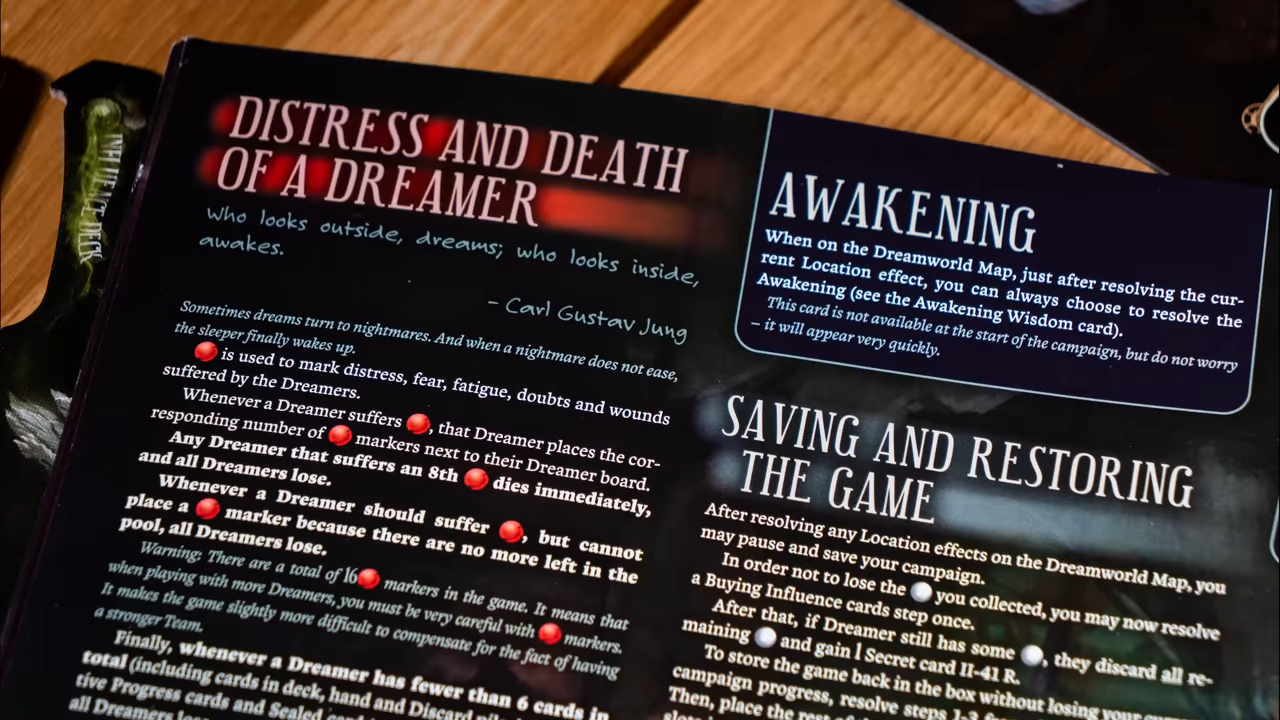 INFLUENCE DECK
DISTRESS AND DEATH
OF A DREAMER
Who looks outside, dreams; who looks inside,
awakes.
– Carl Gustav Jung
Sometimes dreams turn to nightmares. And when a nightmare does not ease,
the sleeper finally wakes up.
is used to mark distress, fear, fatigue, doubts and wounds
suffered by the Dreamers.
Whenever a Dreamer suffers , that Dreamer places the cor-
responding number of markers next to their Dreamer board.
Any Dreamer that suffers an 8th dies immediately,
and all Dreamers lose.
Whenever a Dreamer should suffer , but cannot
place a marker because there are no more left in the
pool, all Dreamers lose.
Warning: There are a total of 16 markers in the game. It means that
when playing with more Dreamers, you must be very careful with markers.
It makes the game slightly more difficult to compensate for the fact of having
a stronger Team.
Finally, whenever a Dreamer has fewer than 6 cards in
total (including cards in deck, hand and Discard
tive Progress cards and Sealed
all Dreamers
AWAKENING
When on the Dreamworld Map, just after resolving the cur-
rent Location effect, you can always choose to resolve the
Awakening (see the Awakening Wisdom card).
This card is not available at the start of the campaign, but do not worry
– it will appear very quickly.
SAVING AND RESTORING
THE GAME
After resolving any Location effects on the Dreamworld Map, you
may pause and save your campaign.
In order not to lose the you collected, you may now resolve
a Buying Influence cards step once.
After that, if Dreamer still has some , they discard all re-
maining and gain 1 Secret card II-41 R.
To store the game back in the box without losing your
campaign progress, resolve steps 1-3
Then, place the rest of